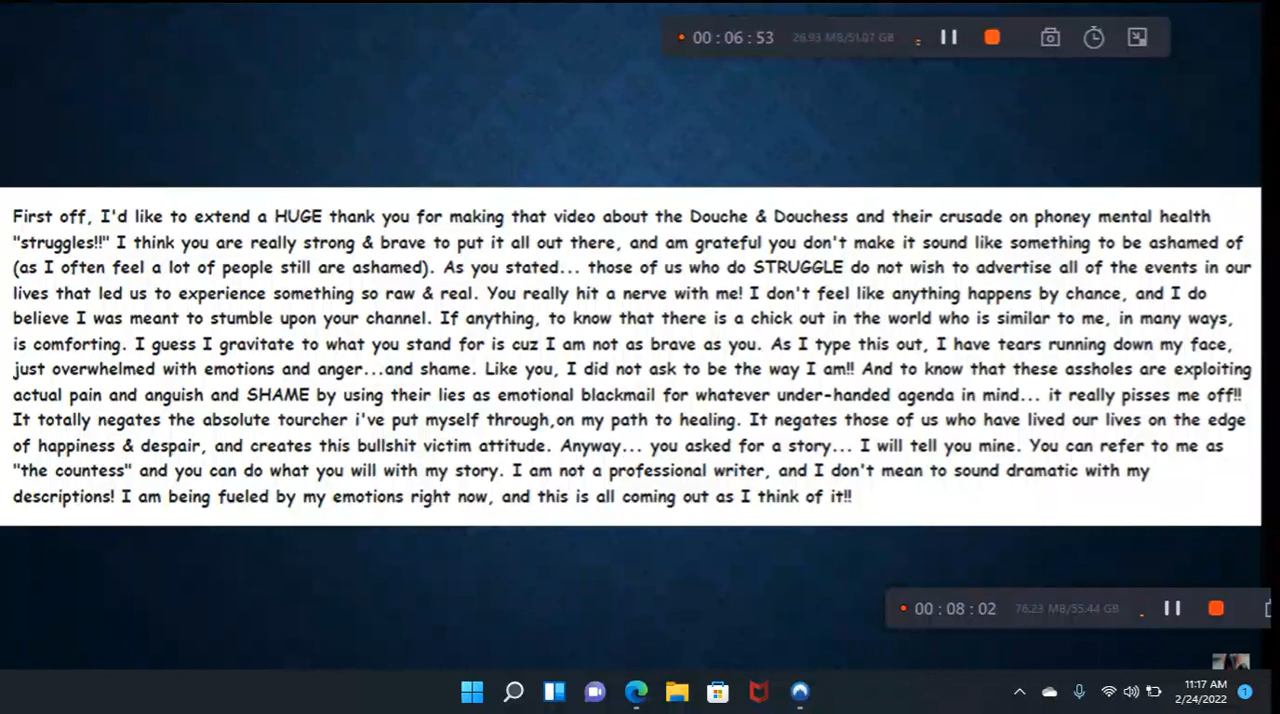 00 : 06 : 53 26.93 MB/51.07 GB
First off, I'd like to extend a HUGE thank you for making that video about the Douche & Douchess and their crusade on phoney mental health
"struggles!!" I think you are really strong & brave to put it all out there, and am grateful you don't make it sound like something to be ashamed of
(as I often feel a lot of people still are ashamed). As you stated... those of us who do STRUGGLE do not wish to advertise all of the events in our
lives that led us to experience something so raw & real. You really hit a nerve with me! I don't feel like anything happens by chance, and I do
believe I was meant to stumble upon your channel. If anything, to know that there is a chick out in the world who is similar to me, in many ways,
is comforting. I guess I gravitate to what you stand for is cuz I am not as brave as you. As I type this out, I have tears running down my face,
just overwhelmed with emotions and anger...and shame. Like you, I did not ask to be the way I am!! And to know that these assholes are exploiting
actual pain and anguish and SHAME by using their lies as emotional blackmail for whatever under-handed agenda in mind... it really pisses me off!!
It totally negates the absolute tourcher i've put myself through,on my path to healing. It negates those of us who have lived our lives on the edge
of happiness & despair, and creates this bullshit victim attitude. Anyway... you asked for a story... I will tell you mine. You can refer to me as
"the countess" and you can do what you will with my story. I am not a professional writer, and I don't mean to sound dramatic with my
descriptions! I am being fueled by my emotions right now, and this is all coming out as I think of it!!
00 : 08 : 02 76.23 MB/55.44 GB
11:17 AM
2/24/2022 1